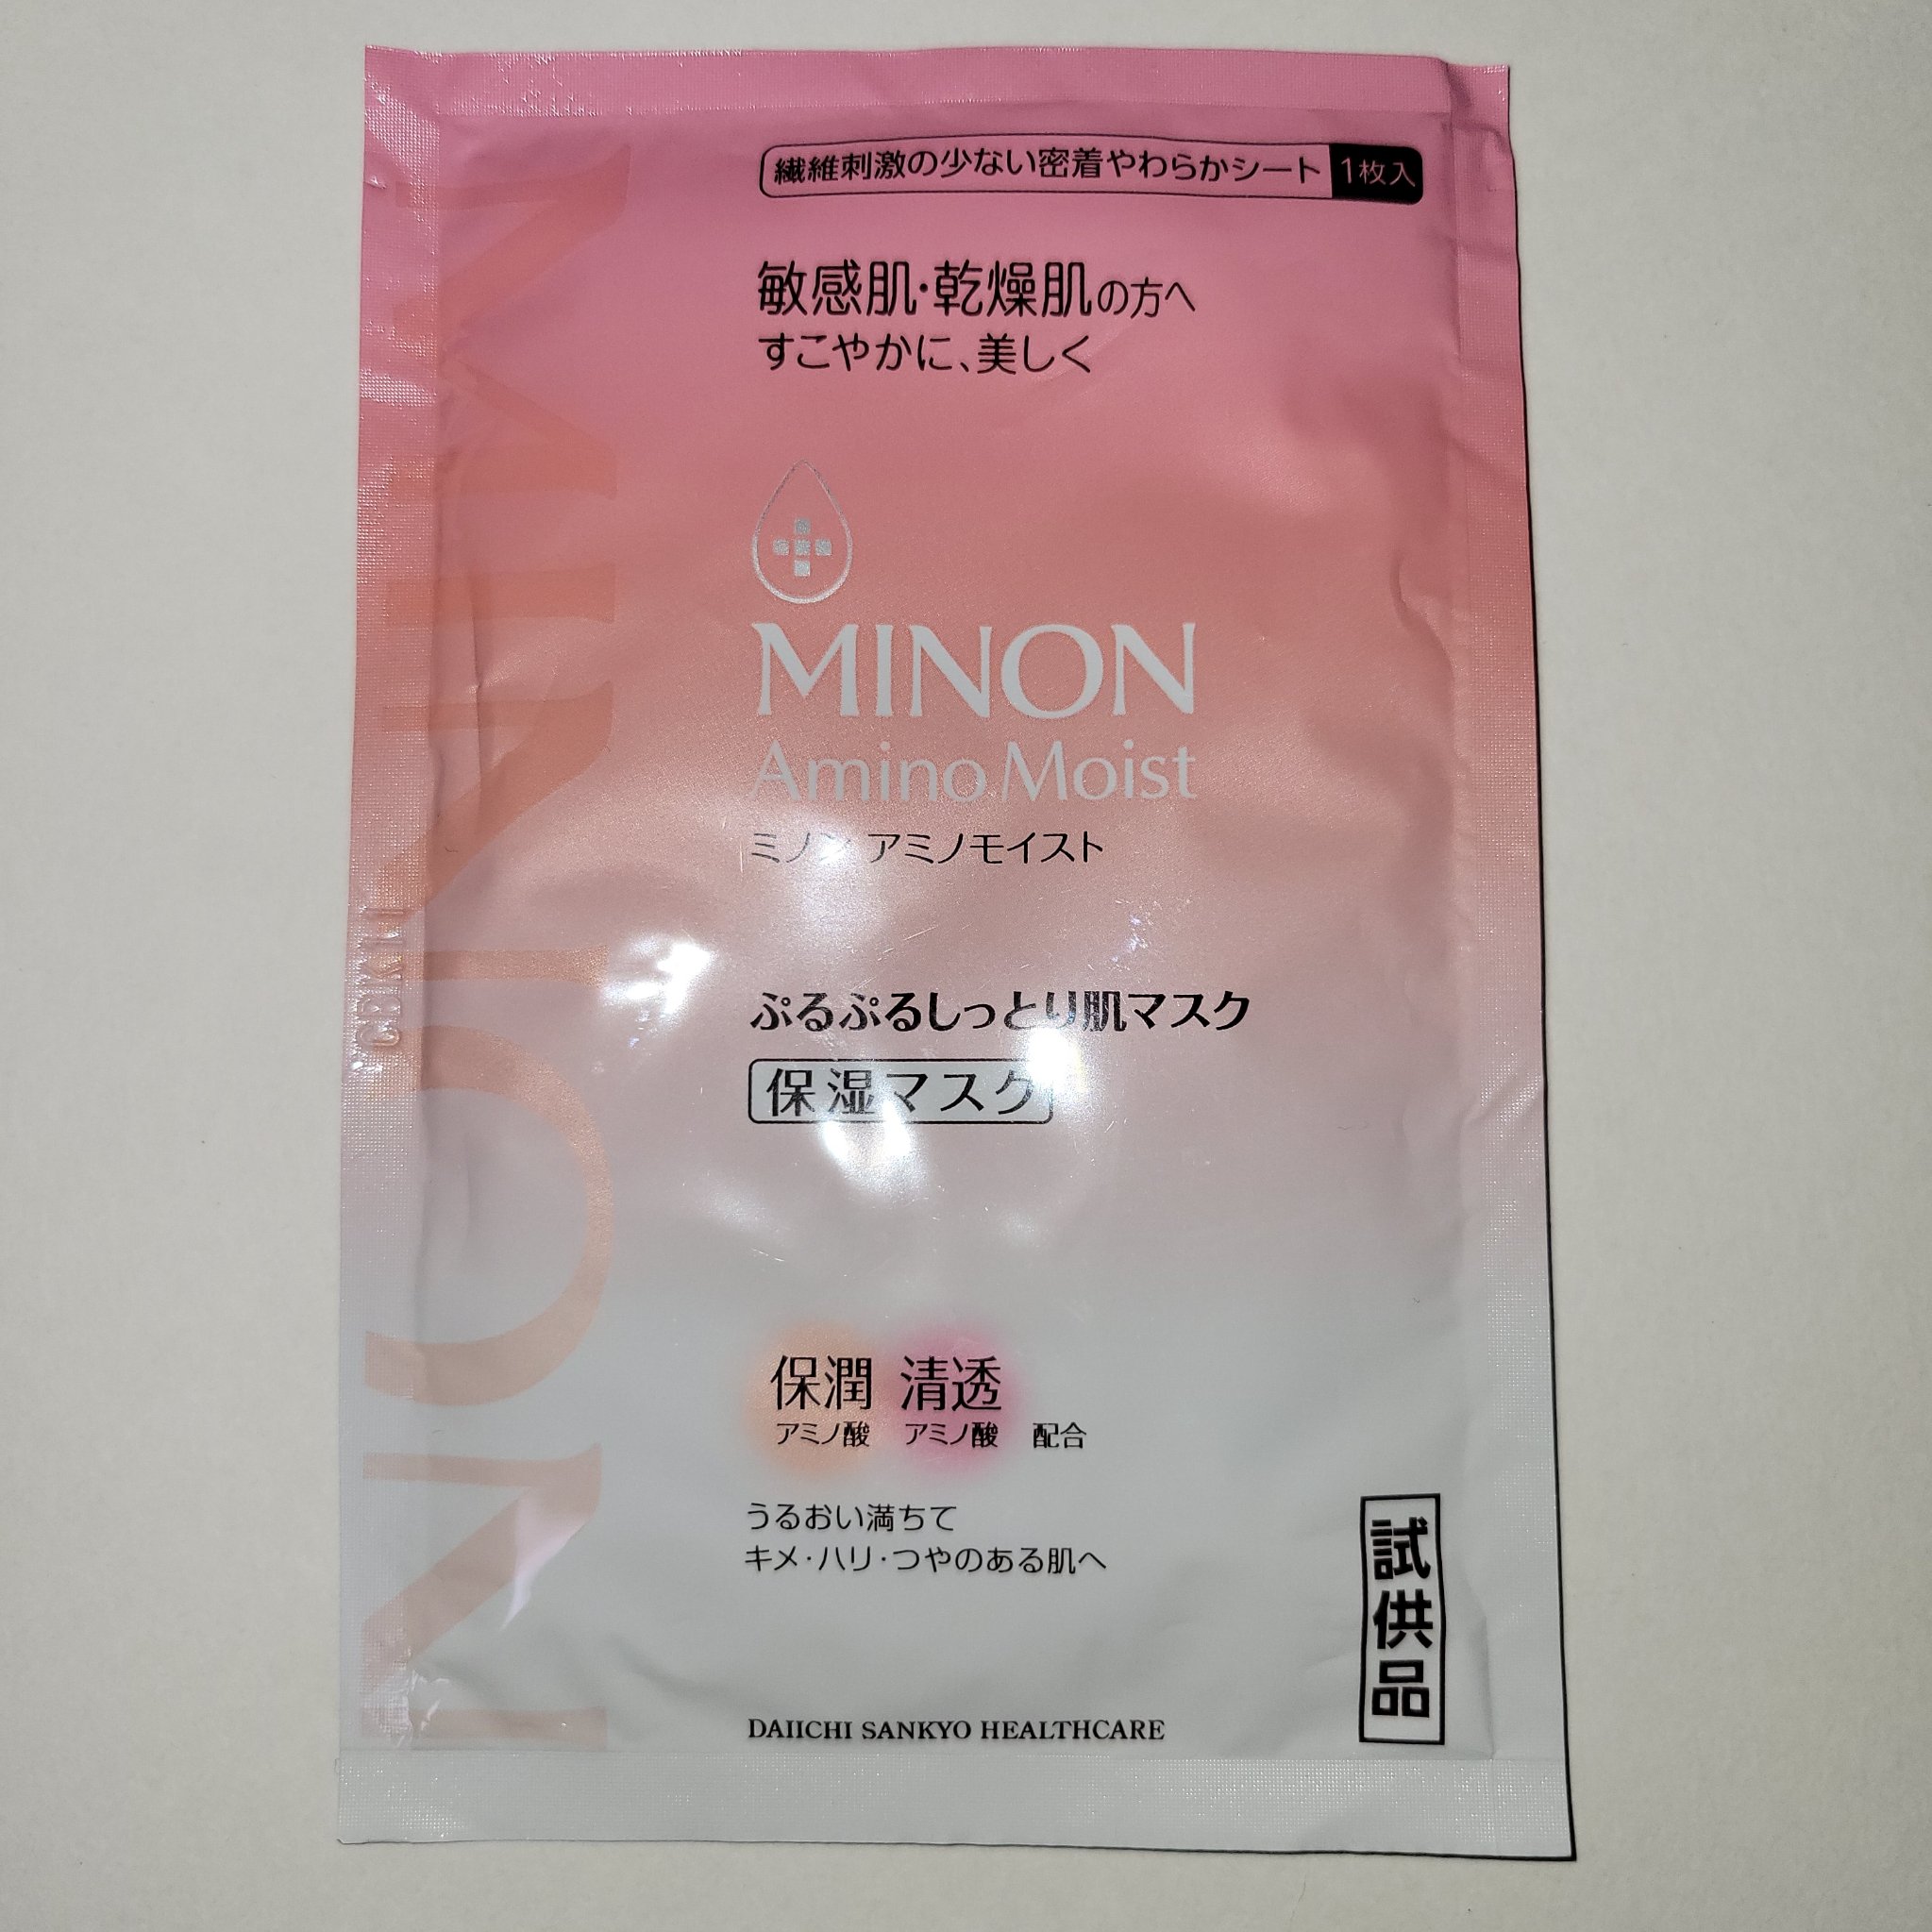 繊維刺激の少ない密着やわらかシート 1枚入
敏感肌・乾燥肌の方へ
すこやかに、美しく
MINON
Amino Moist
ミノン アミノモイスト
ぷるぷるしっとり肌マスク
保湿マスク
保潤 清透
アミノ酸 アミノ酸 配合
うるおい満ちて
キメ・ハリ・つやのある肌へ
試供品
DAIICHI SANKYO HEALTHCARE
MINON